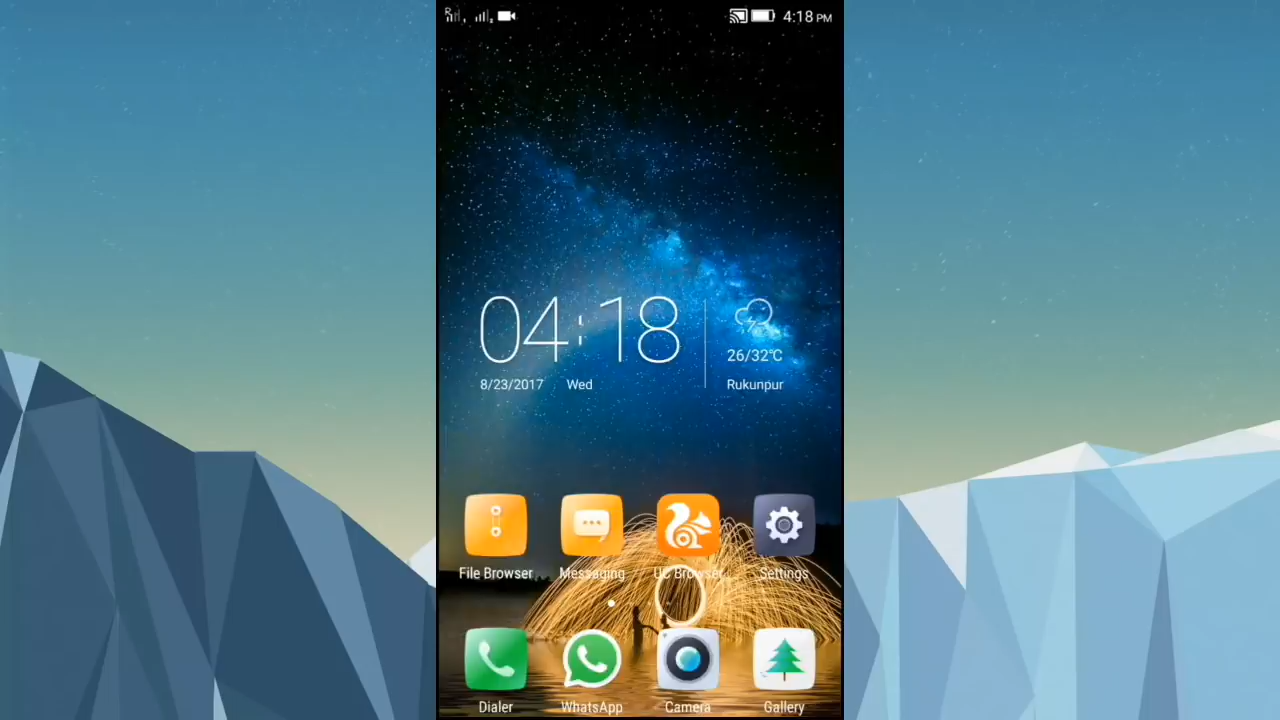 R
4:18 PM
04:18
26/32℃
8/23/2017 Wed
Rukunpur
File Browser
Messaging
UC Browser
Settings
Dialer
WhatsApp
Camera
Gallery